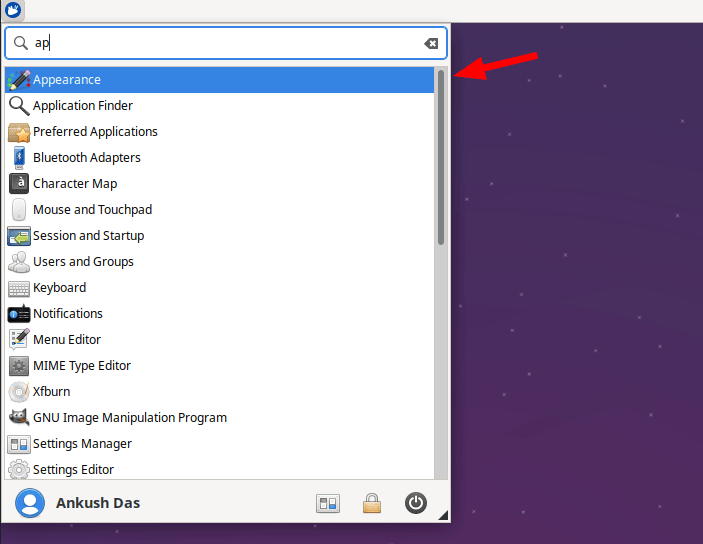 ap
Appearance
Application Finder
Preferred Applications
Bluetooth Adapters
Character Map
Mouse and Touchpad
Session and Startup
Users and Groups
Keyboard
Notifications
Menu Editor
MIME Type Editor
Xfburn
GNU Image Manipulation Program
Settings Manager
Settings Editor
Ankush Das